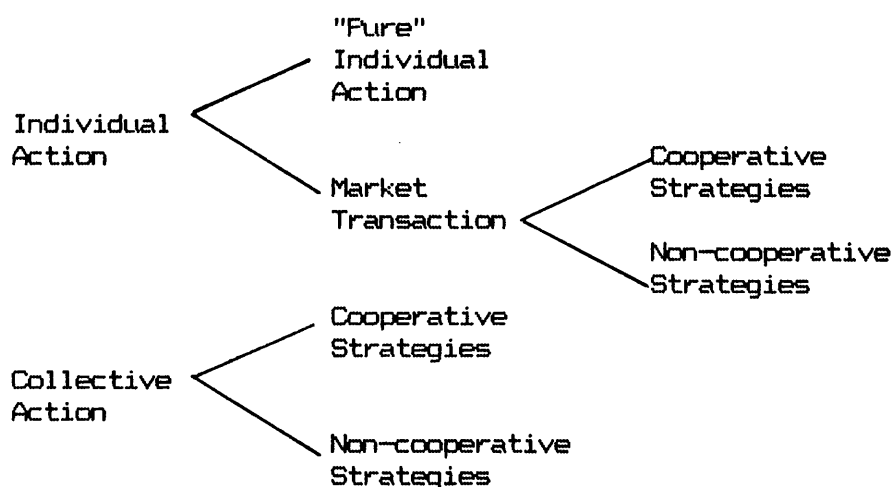 "Pure"
Individual
Action
Individual
Action
Market
Transaction
Cooperative
Strategies
Non-cooperative
Strategies
Cooperative
Strategies
Collective
Action
Non-cooperative
Strategies